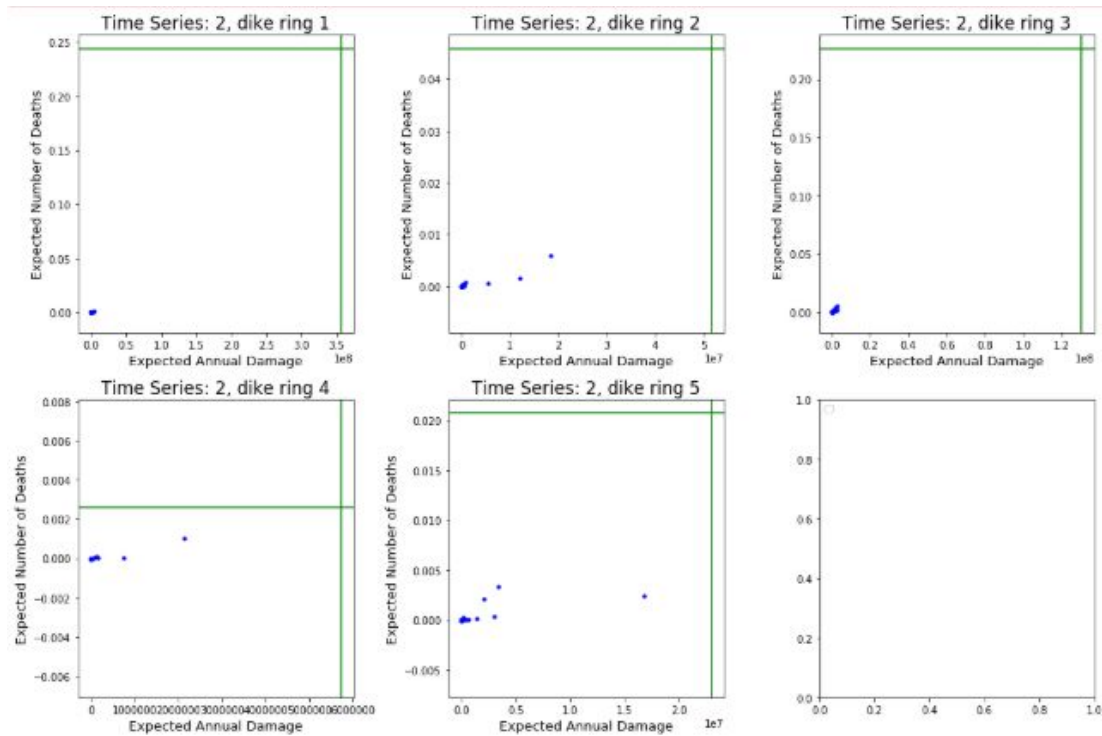 Time Series: 2, dike ring 1
0.25
0.20
0.15
0.10
0.05
0.00
Expected Number of Deaths
0.0 0.5 1.0 1.5 2.0 2.5 3.0 3.5
1e8
Expected Annual Damage
Time Series: 2, dike ring 2
0.04
0.03
0.02
0.01
0.00
Expected Number of Deaths
0 1 2 3 4 5
1e7
Expected Annual Damage
Time Series: 2, dike ring 3
0.20
0.15
0.10
0.05
0.00
Expected Number of Deaths
0.0 0.2 0.4 0.6 0.8 1.0 1.2
1e8
Expected Annual Damage
Time Series: 2, dike ring 4
0.008
0.006
0.004
0.002
0.000
−0.002
−0.004
−0.006
Expected Number of Deaths
0 1000000 2000000 3000000 4000000 5000000 6000000
Expected Annual Damage
Time Series: 2, dike ring 5
0.020
0.015
0.010
0.005
0.000
−0.005
Expected Number of Deaths
0.0 0.5 1.0 1.5 2.0
1e7
Expected Annual Damage
1.0
0.8
0.6
0.4
0.2
0.0
0.0 0.2 0.4 0.6 0.8 1.0